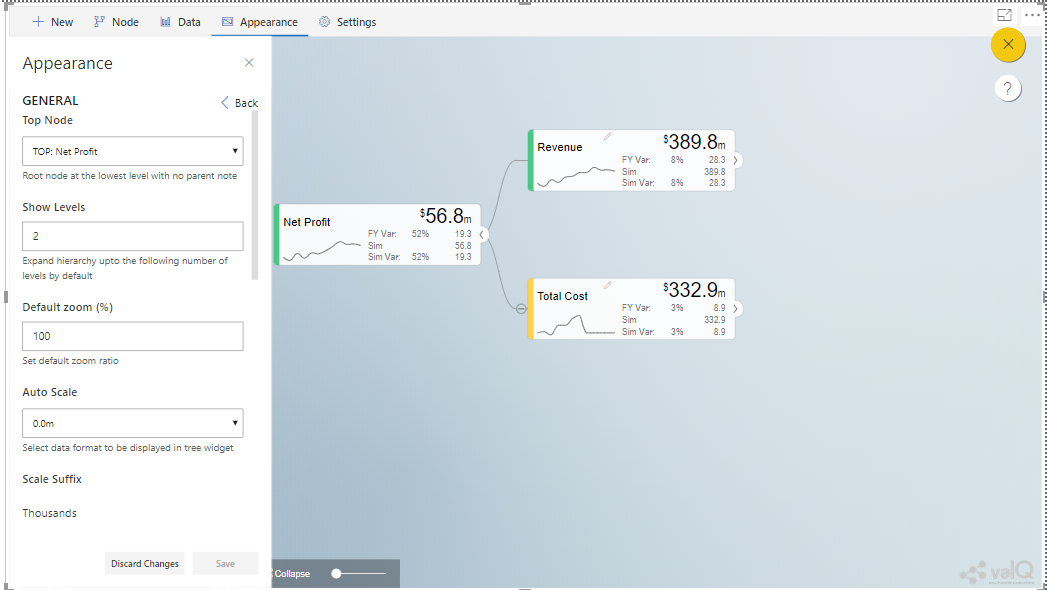 New
Node
Data
Appearance
Settings
Appearance
GENERAL
Back
Top Node
TOP: Net Profit
Root node at the lowest level with no parent note
Show Levels
2
Expand hierarchy upto the following number of
levels by default
Default zoom (%)
100
Set default zoom ratio
Auto Scale
0.0m
Select data format to be displayed in tree widget
Scale Suffix
Thousands
Discard Changes
Save
Net Profit
$56.8m
FY Var: 52% 19.3
Sim 56.8
Sim Var: 52% 19.3
Revenue
$389.8m
FY Var: 8% 28.3
Sim 389.8
Sim Var: 8% 28.3
Total Cost
$332.9m
FY Var: 3% 8.9
Sim 332.9
Sim Var: 3% 8.9
?
Collapse
valQ